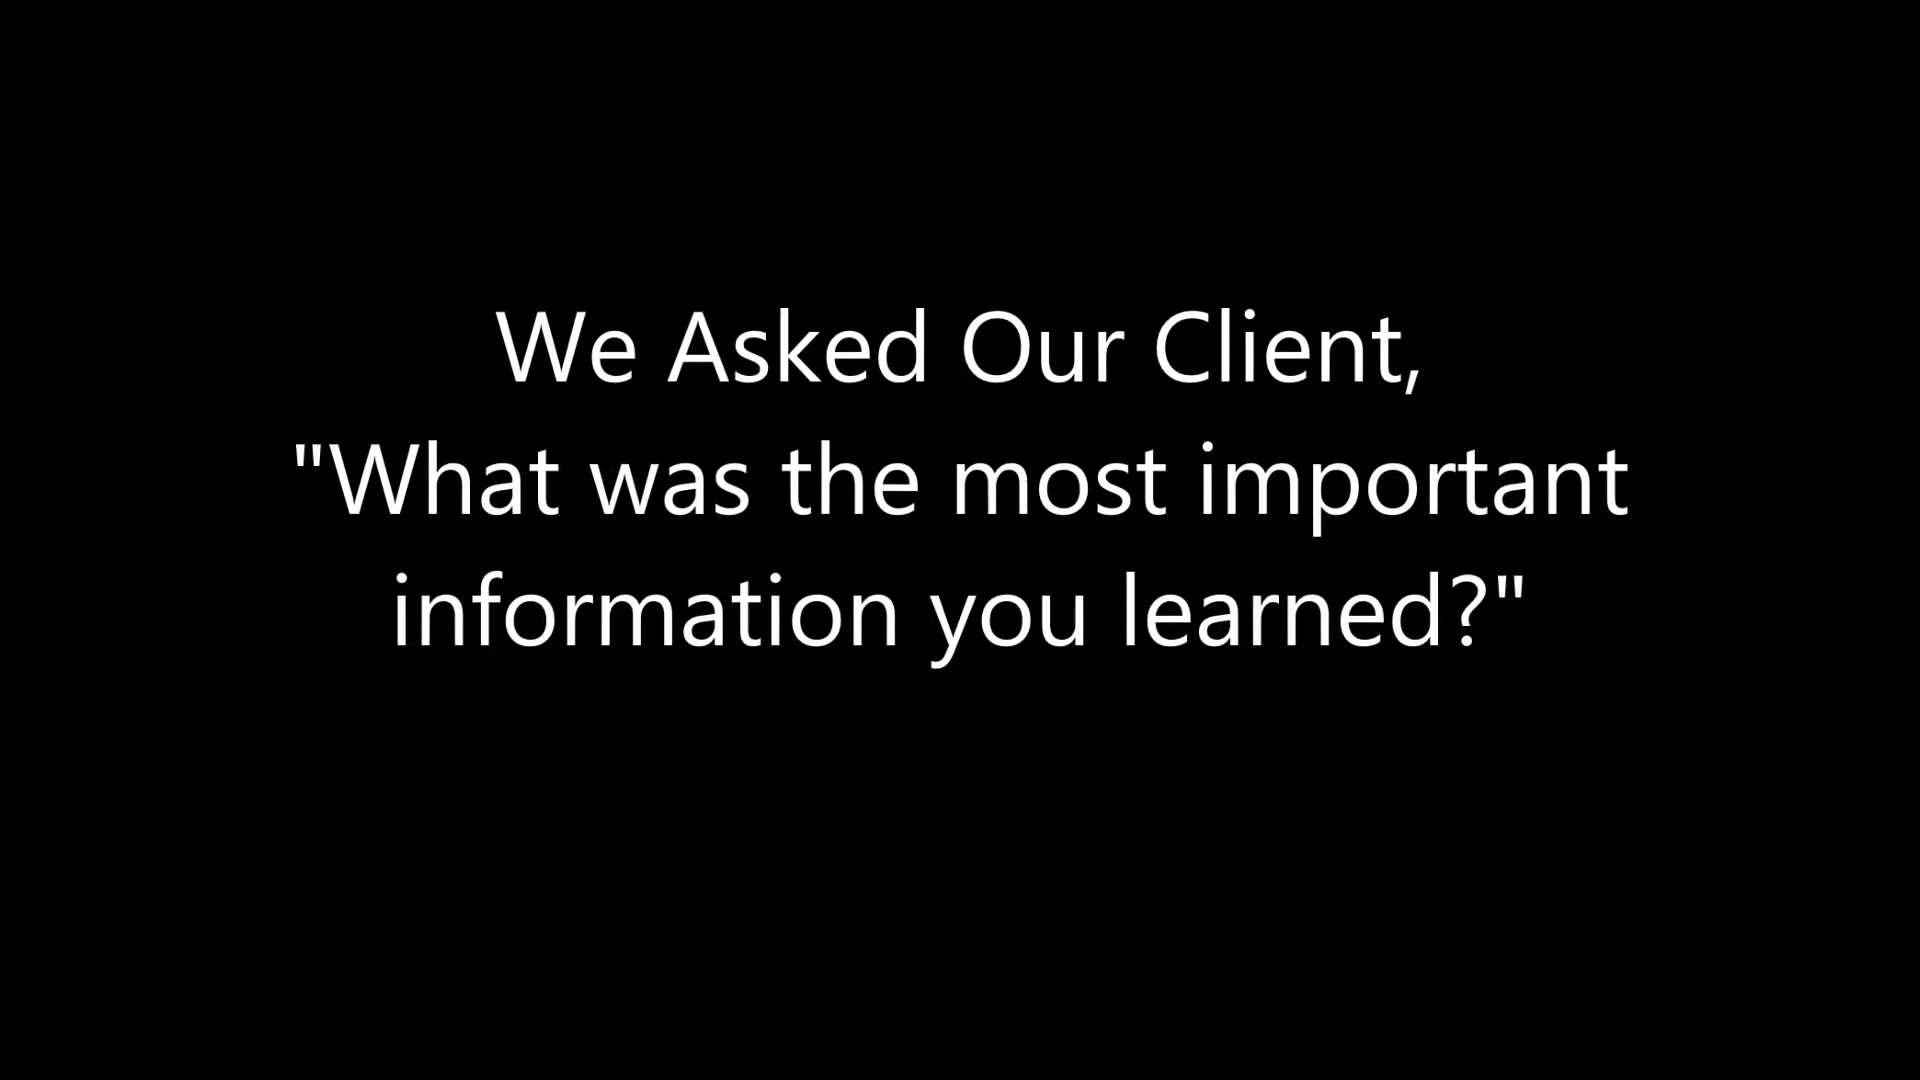 We Asked Our Client,
"What was the most important
information you learned?"